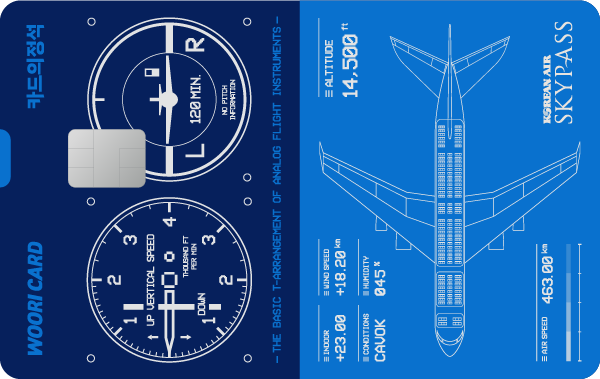 카드의정석
WOORI CARD
L
R
120 MIN.
NO PITCH
INFORMATION
1
2
3
4
3
2
1
UP VERTICAL SPEED
THOUSAND FT
PER MIN
0
DOWN
— THE BASIC T-ARRANGEMENT OF ANALOG FLIGHT INSTRUMENTS —
ALTITUDE
14,500 ft
WIND SPEED
+18.20 km
HUMIDITY
045 %
INDOOR
+23.00
CONDITIONS
CAVOK
KOREAN AIR
SKYPASS
AIR SPEED
463.00 km